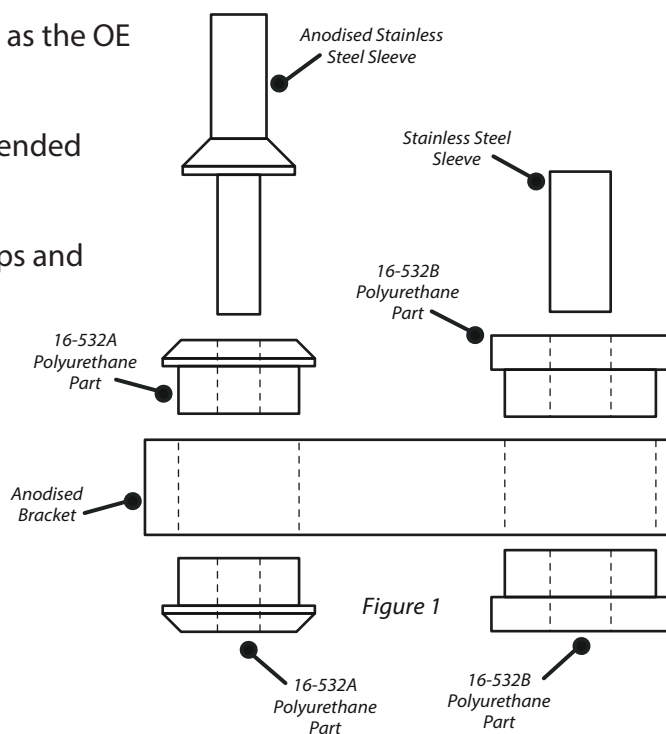 as the OE
ended
ps and
Anodised Stainless
Steel Sleeve
Stainless Steel
Sleeve
16-532B
Polyurethane
Part
16-532A
Polyurethane
Part
Anodised
Bracket
Figure 1
16-532A
Polyurethane
Part
16-532B
Polyurethane
Part